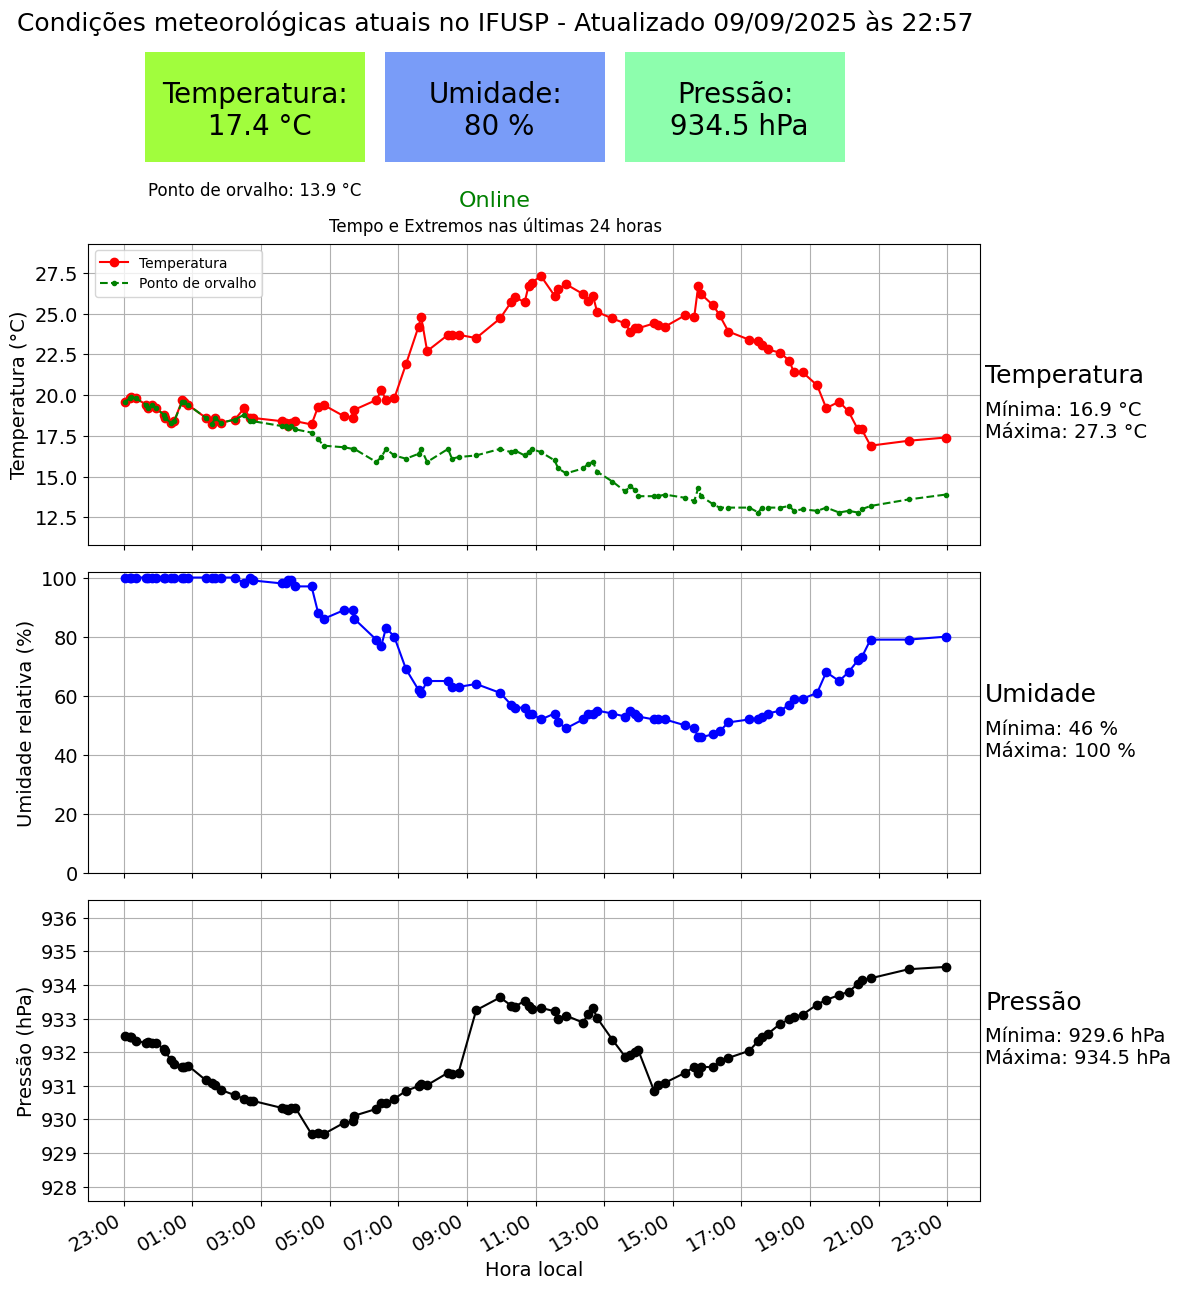 Condições meteorológicas atuais no IFUSP - Atualizado 09/09/2025 às 22:57
Temperatura:
17.4 °C
Umidade:
80 %
Pressão:
934.5 hPa
Ponto de orvalho: 13.9 °C
Online
Tempo e Extremos nas últimas 24 horas
Temperatura
Ponto de orvalho
Temperatura (°C)
27.5
25.0
22.5
20.0
17.5
15.0
12.5
Temperatura
Mínima: 16.9 °C
Máxima: 27.3 °C
Umidade relativa (%)
100
80
60
40
20
0
Umidade
Mínima: 46 %
Máxima: 100 %
Pressão (hPa)
936
935
934
933
932
931
930
929
928
Pressão
Mínima: 929.6 hPa
Máxima: 934.5 hPa
23:00 01:00 03:00 05:00 07:00 09:00 11:00 13:00 15:00 17:00 19:00 21:00 23:00
Hora local